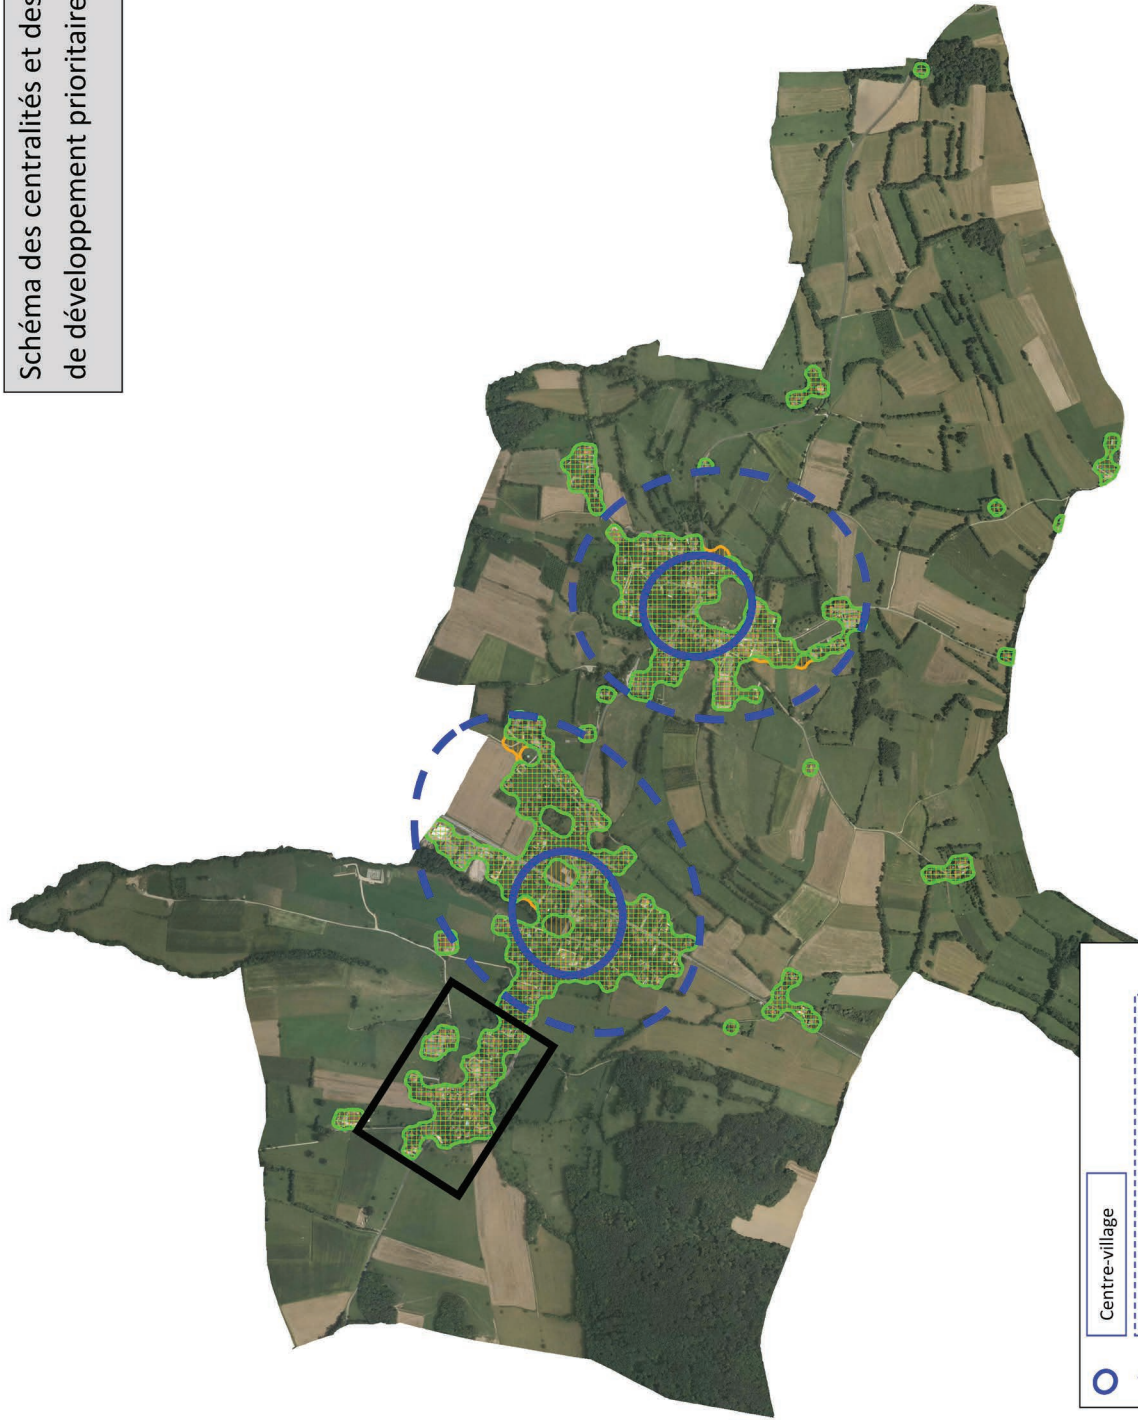 Schéma des centralités et des
de développement prioritaire
Centre-village